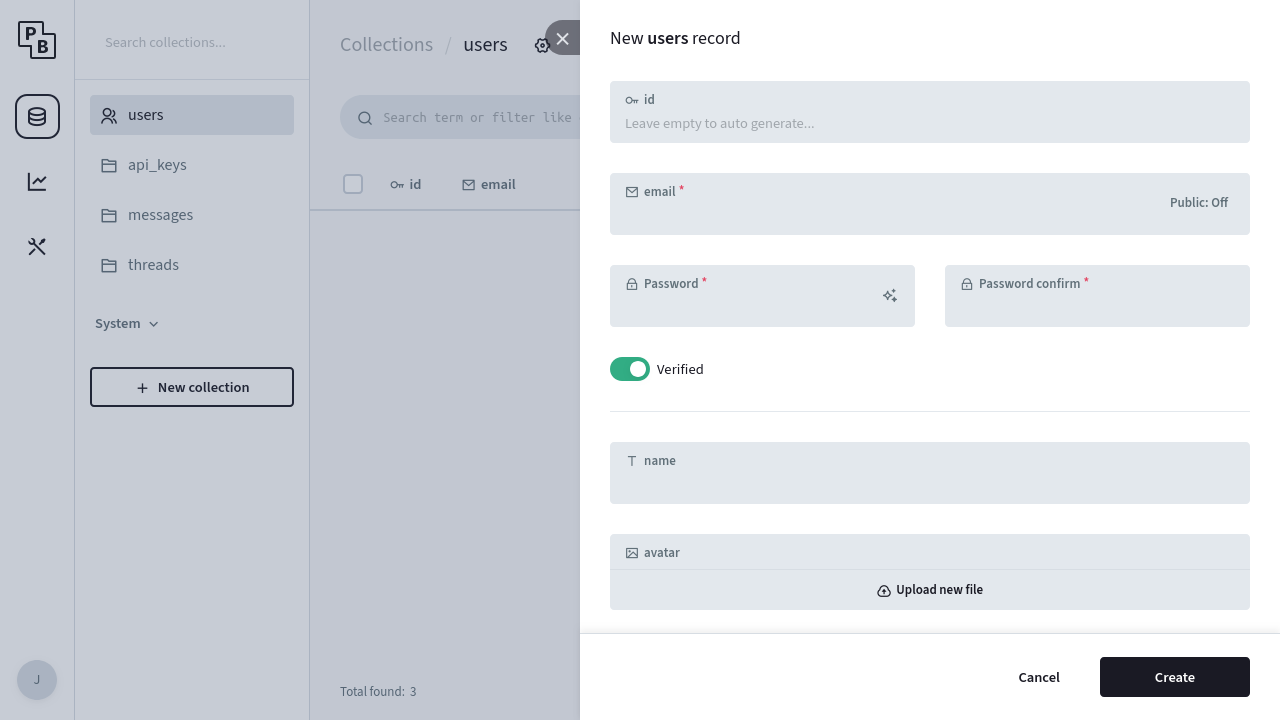 PB
Search collections...
users
api_keys
messages
threads
System
New collection
J
Collections / users
Search term or filter like
id
email
Total found: 3
New users record
id
Leave empty to auto generate...
email *
Public: Off
Password *
Password confirm *
Verified
name
avatar
Upload new file
Cancel
Create